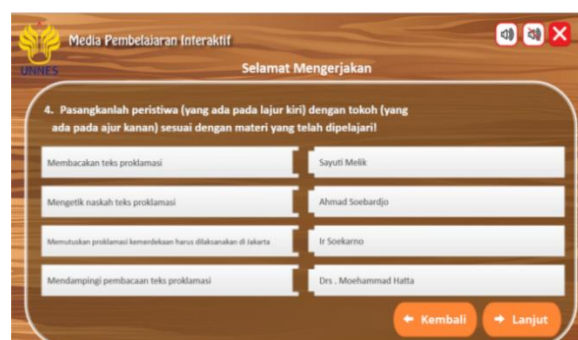 Media Pembelajaran Interaktif
UNNES
Selamat Mengerjakan
4. Pasangkanlah peristiwa (yang ada pada lajur kiri) dengan tokoh (yang
ada pada ajur kanan) sesuai dengan materi yang telah dipelajari!
Membacakan teks proklamasi
Sayuti Melik
Mengetik naskah teks proklamasi
Ahmad Soebardjo
Memutuskan proklamasi kemerdekaan harus dilaksanakan di Jakarta
Ir Soekarno
Mendampingi pembacaan teks proklamasi
Drs . Moehammad Hatta
Kembali
Lanjut